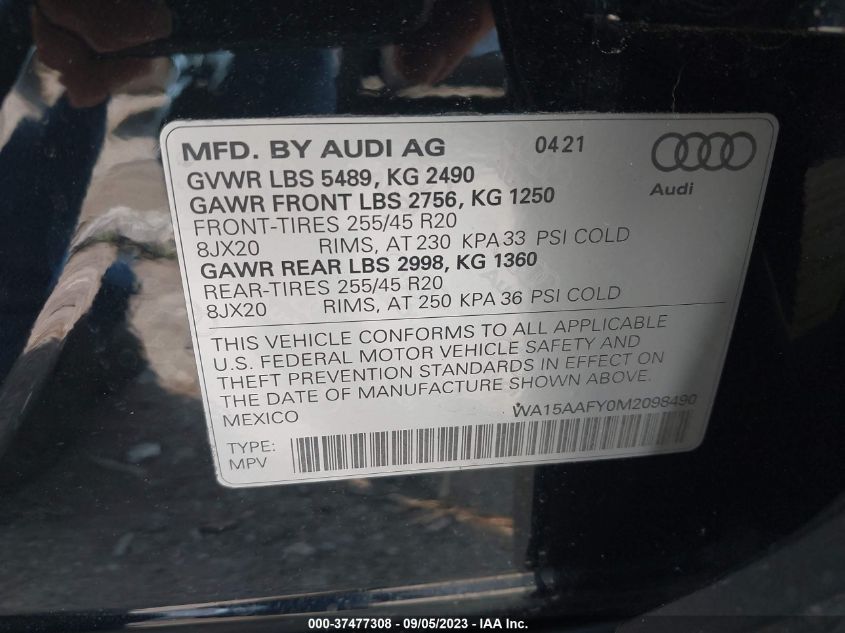 MFD. BY AUDI AG 0421
Audi
GVWR LBS 5489, KG 2490
GAWR FRONT LBS 2756, KG 1250
FRONT-TIRES 255/45 R20
8JX20 RIMS, AT 230 KPA 33 PSI COLD
GAWR REAR LBS 2998, KG 1360
REAR-TIRES 255/45 R20
8JX20 RIMS, AT 250 KPA 36 PSI COLD
THIS VEHICLE CONFORMS TO ALL APPLICABLE
U.S. FEDERAL MOTOR VEHICLE SAFETY AND
THEFT PREVENTION STANDARDS IN EFFECT ON
THE DATE OF MANUFACTURE SHOWN ABOVE.
MEXICO WA15AAFY0M2098490
TYPE:
MPV
000-37477308 - 09/05/2023 - IAA Inc.